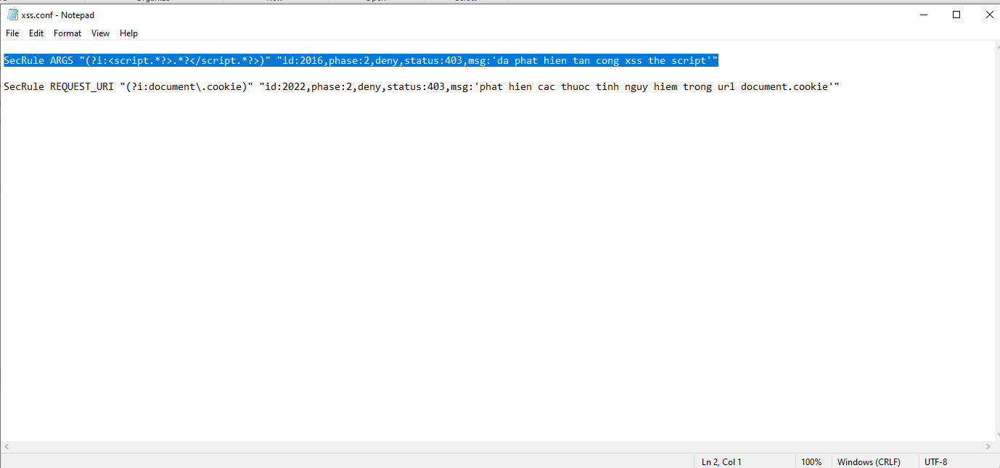 xss.conf - Notepad
File Edit Format View Help
SecRule ARGS "(?i:<script.*?>.*?</script.*?>)" "id:2016,phase:2,deny,status:403,msg:'da phat hien tan cong xss the script'"
SecRule REQUEST_URI "(?i:document\.cookie)" "id:2022,phase:2,deny,status:403,msg:'phat hien cac thuoc tinh nguy hiem trong url document.cookie'"
Ln 2, Col 1 100% Windows (CRLF) UTF-8